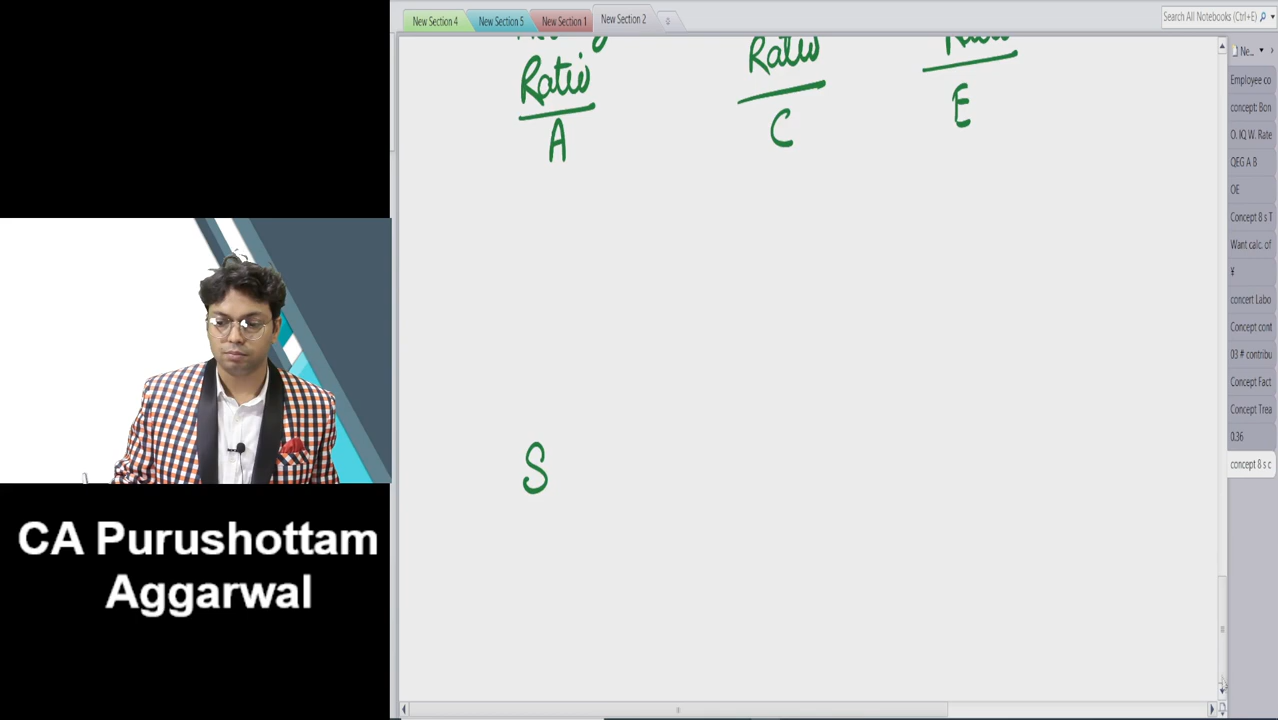 New Section 4
New Section 5
New Section 1
New Section 2
Search All Notebooks (Ctrl+E)
Ne...
Ratio
A
Ratio
C
E
S
Employee co
concept: Bon
O. IQ W. Rate
QEG A B
OE
Concept 8 s T
Want calc. of
¥
concert Labo
Concept cont
03 # contribu
Concept Fact
Concept Trea
0.36
concept 8 s c
CA Purushottam
Aggarwal